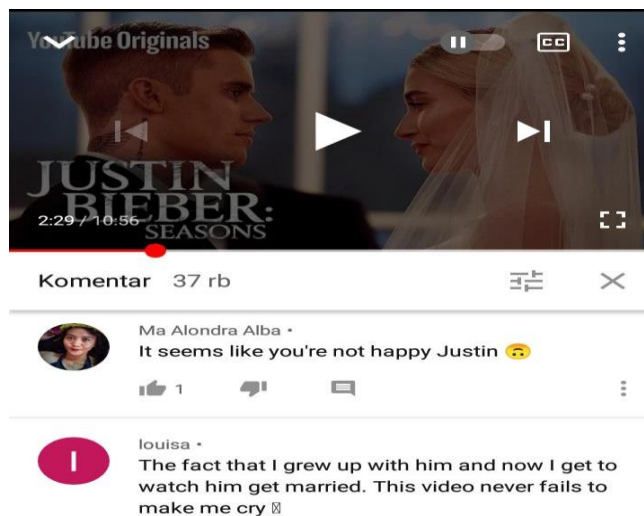 YouTube Originals
CC
JUSTIN
BIEBER:
2:29 / 10:56
SEASONS
Komentar 37 rb
Ma Alondra Alba •
It seems like you're not happy Justin 🙃
1
I
louisa •
The fact that I grew up with him and now I get to
watch him get married. This video never fails to
make me cry